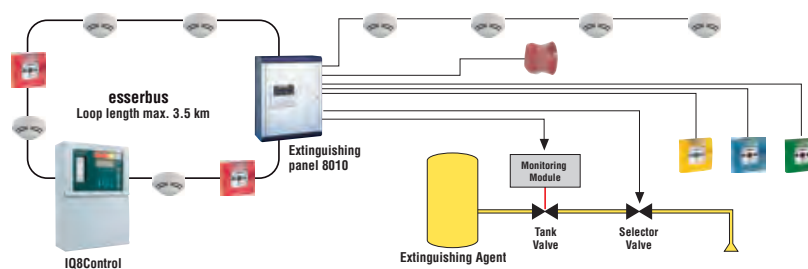 esserbus
Loop length max. 3.5 km
Extinguishing
panel 8010
IQ8Control
Monitoring
Module
Extinguishing Agent
Tank
Valve
Selector
Valve